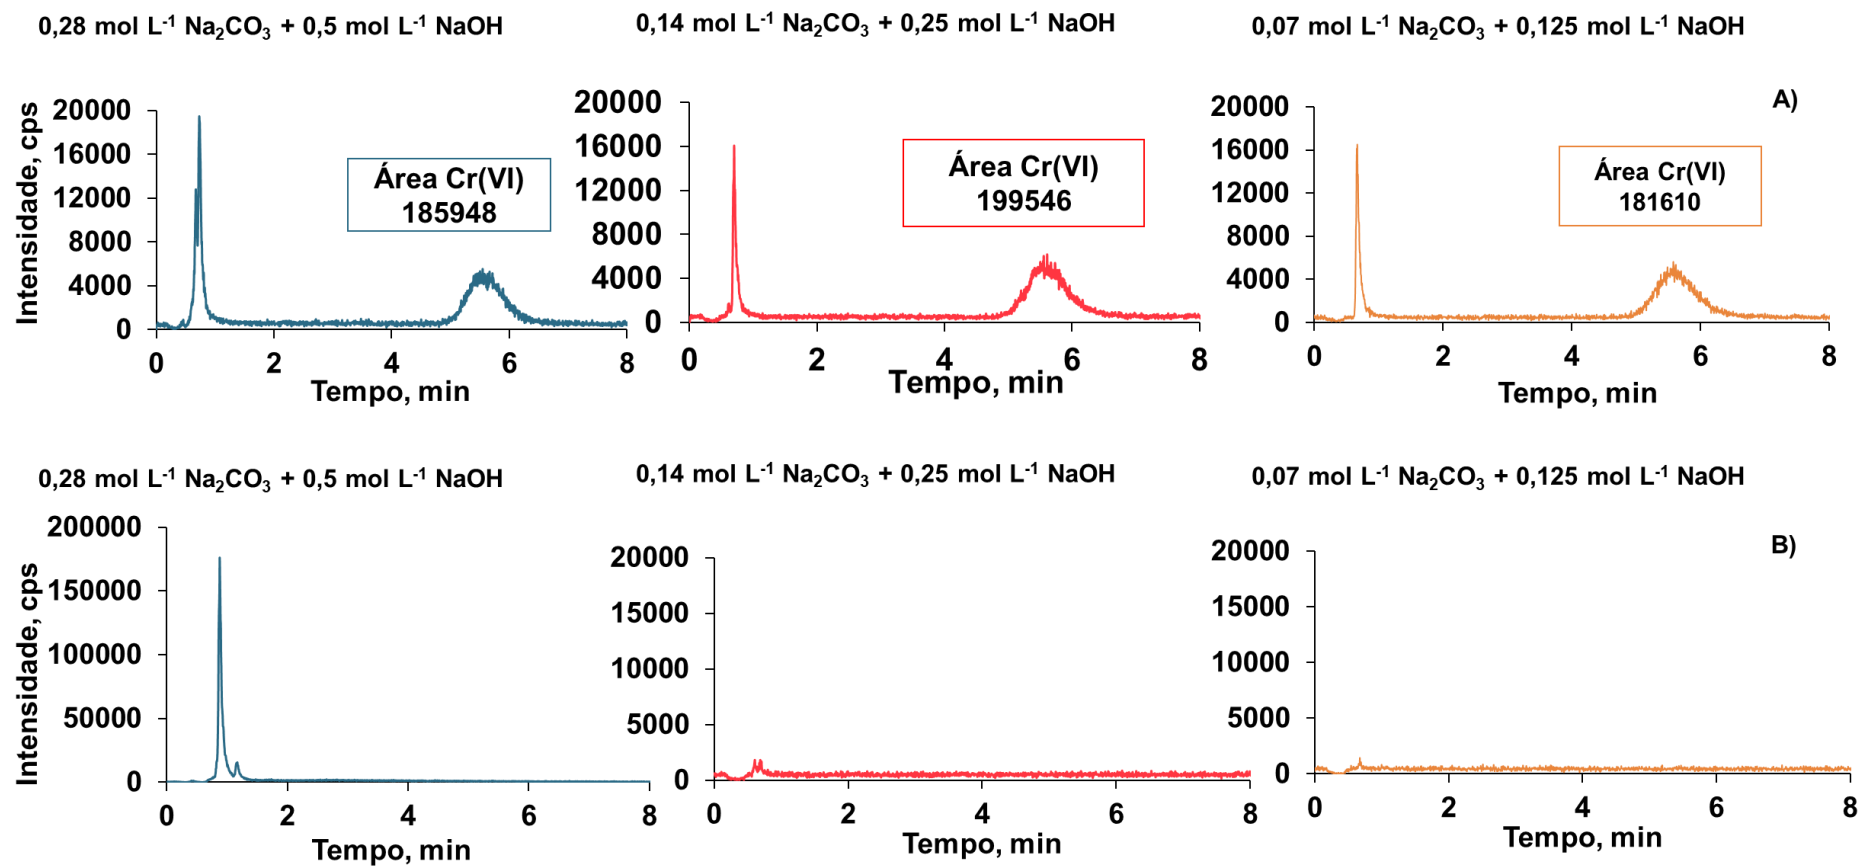 0,28 mol L⁻¹ Na₂CO₃ + 0,5 mol L⁻¹ NaOH
0,14 mol L⁻¹ Na₂CO₃ + 0,25 mol L⁻¹ NaOH
0,07 mol L⁻¹ Na₂CO₃ + 0,125 mol L⁻¹ NaOH
A)
Intensidade, cps
20000
16000
12000
8000
4000
0
0 2 4 6 8
Tempo, min
Área Cr(VI)
185948
20000
16000
12000
8000
4000
0
0 2 4 6 8
Tempo, min
Área Cr(VI)
199546
20000
16000
12000
8000
4000
0
0 2 4 6 8
Tempo, min
Área Cr(VI)
181610
0,28 mol L⁻¹ Na₂CO₃ + 0,5 mol L⁻¹ NaOH
0,14 mol L⁻¹ Na₂CO₃ + 0,25 mol L⁻¹ NaOH
0,07 mol L⁻¹ Na₂CO₃ + 0,125 mol L⁻¹ NaOH
B)
Intensidade, cps
200000
150000
100000
50000
0
0 2 4 6 8
Tempo, min
20000
15000
10000
5000
0
0 2 4 6 8
Tempo, min
20000
15000
10000
5000
0
0 2 4 6 8
Tempo, min